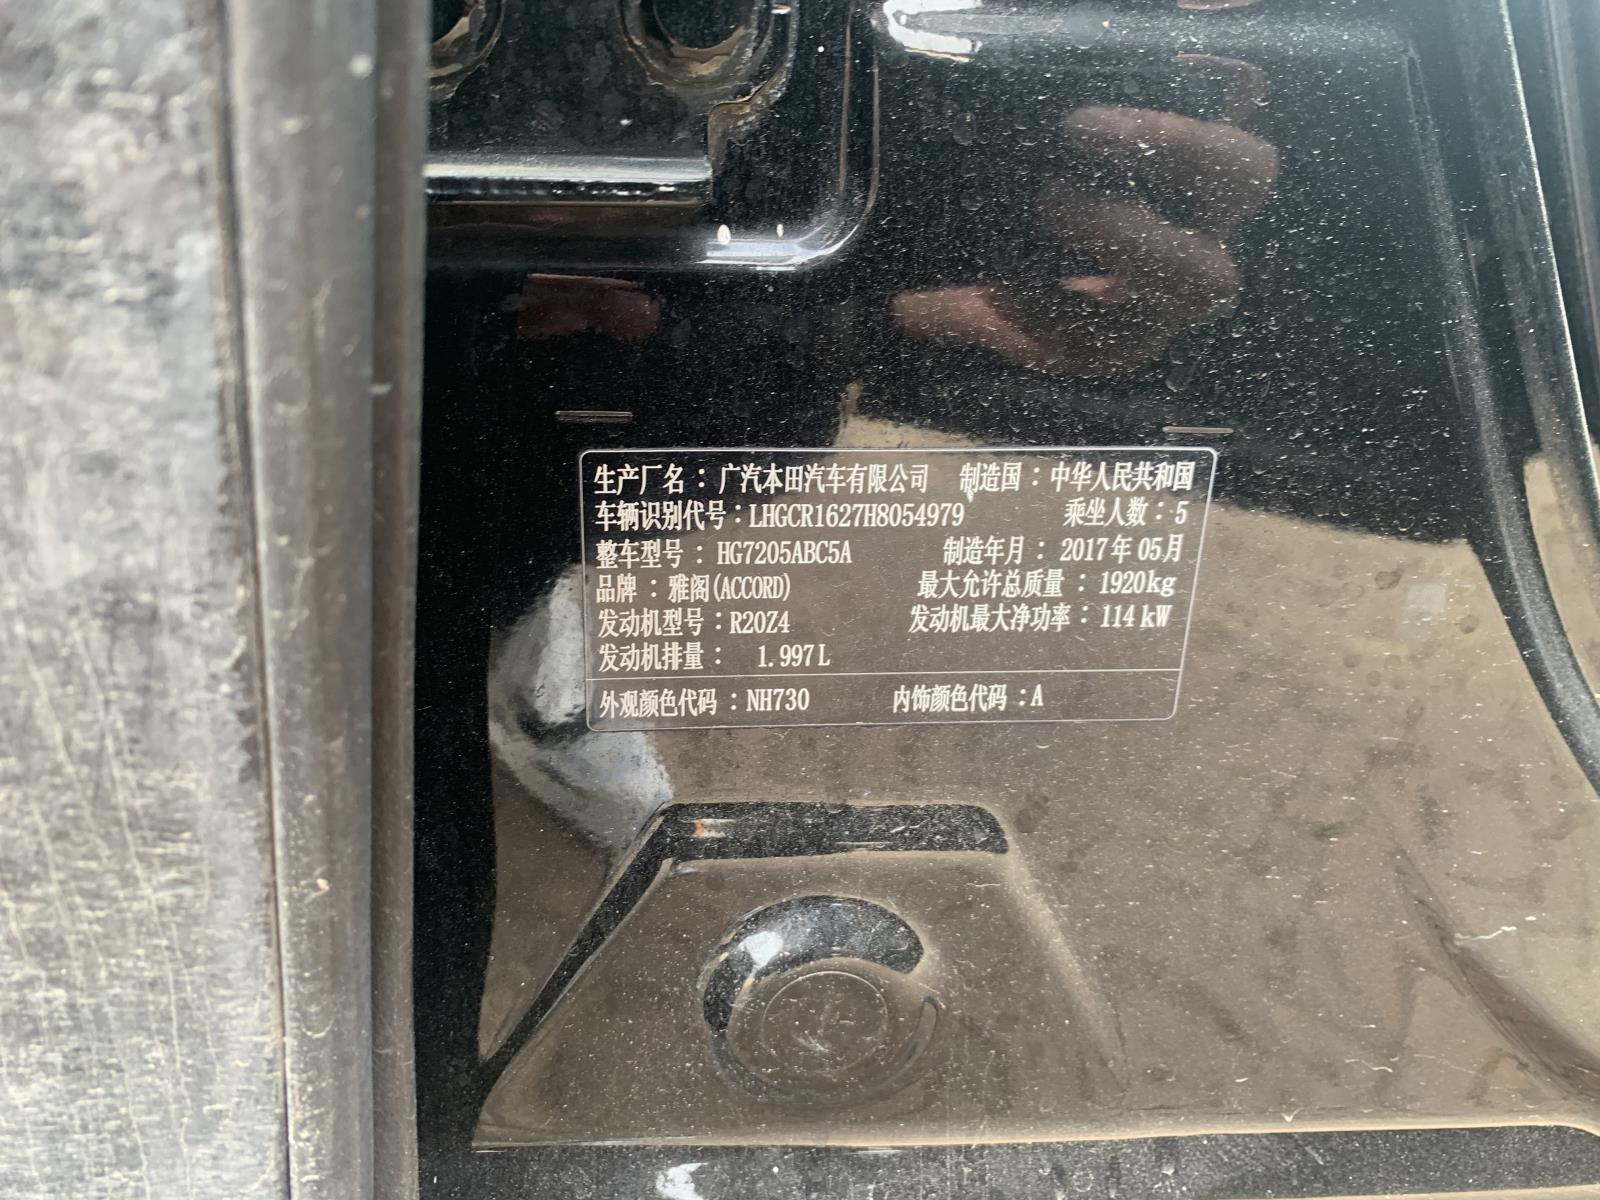 生产厂名：广汽本田汽车有限公司 制造国：中华人民共和国
车辆识别代号：LHGCR1627H8054979 乘坐人数：5
整车型号：HG7205ABC5A 制造年月：2017年05月
品牌：雅阁(ACCORD) 最大允许总质量：1920kg
发动机型号：R20Z4 发动机最大净功率：114kW
发动机排量：1.997L
外观颜色代码：NH730 内饰颜色代码：A